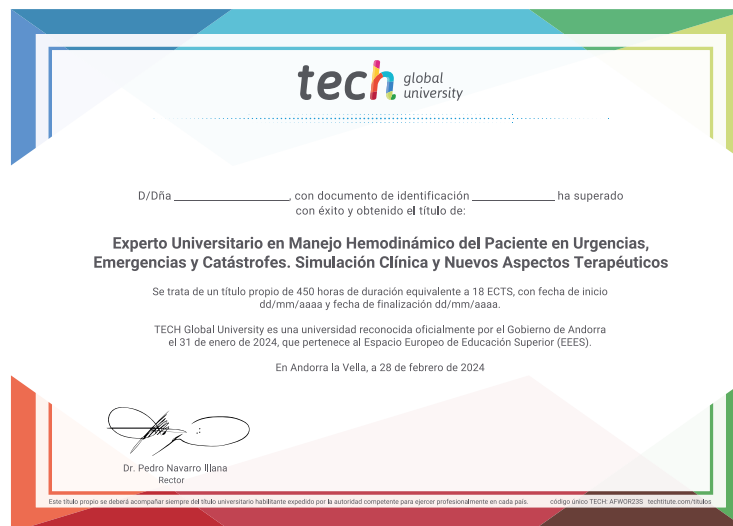 tech global
university
D/Dña __________________, con documento de identificación _____________ ha superado
con éxito y obtenido el título de:
Experto Universitario en Manejo Hemodinámico del Paciente en Urgencias,
Emergencias y Catástrofes. Simulación Clínica y Nuevos Aspectos Terapéuticos
Se trata de un título propio de 450 horas de duración equivalente a 18 ECTS, con fecha de inicio
dd/mm/aaaa y fecha de finalización dd/mm/aaaa.
TECH Global University es una universidad reconocida oficialmente por el Gobierno de Andorra
el 31 de enero de 2024, que pertenece al Espacio Europeo de Educación Superior (EEES).
En Andorra la Vella, a 28 de febrero de 2024
Dr. Pedro Navarro Illana
Rector
Este título propio se deberá acompañar siempre del título universitario habilitante expedido por la autoridad competente para ejercer profesionalmente en cada país. código único TECH: AFWOR23S techtitute.com/titulos